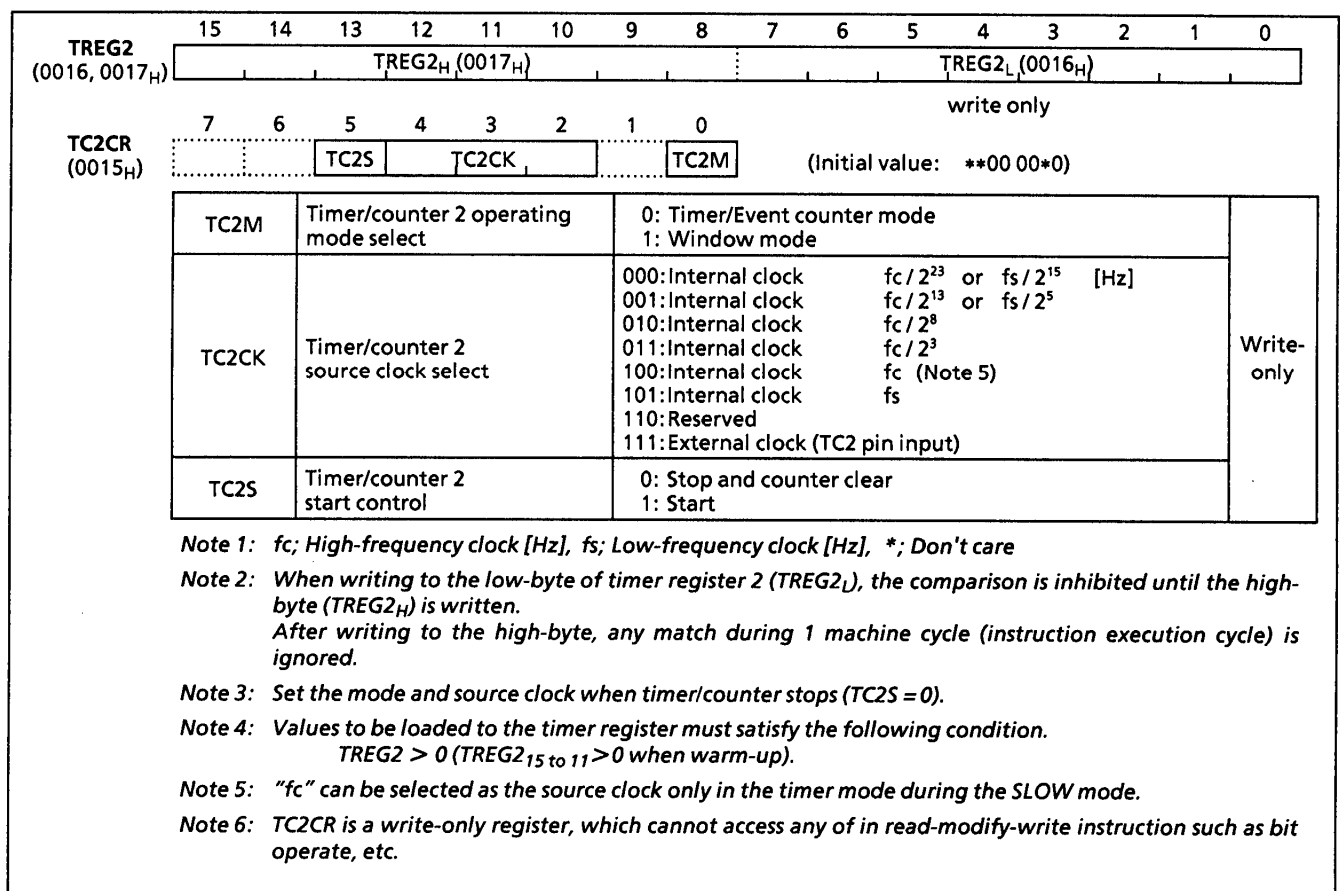 15 14 13 12 11 10 9 8 7 6 5 4 3 2 1 0
TREG2
(0016, 0017H)
TREG2H (0017H) TREG2L (0016H)
write only
7 6 5 4 3 2 1 0
TC2CR
(0015H)
TC2S TC2CK TC2M (Initial value: **00 00*0)
TC2M
Timer/counter 2 operating
mode select
0: Timer/Event counter mode
1: Window mode
TC2CK
Timer/counter 2
source clock select
000: Internal clock fc / 2²³ or fs / 2¹⁵ [Hz]
001: Internal clock fc / 2¹³ or fs / 2⁵
010: Internal clock fc / 2⁸
011: Internal clock fc / 2³
100: Internal clock fc (Note 5)
101: Internal clock fs
110: Reserved
111: External clock (TC2 pin input)
TC2S
Timer/counter 2
start control
0: Stop and counter clear
1: Start
Write-
only
Note 1: fc; High-frequency clock [Hz], fs; Low-frequency clock [Hz], *; Don't care
Note 2: When writing to the low-byte of timer register 2 (TREG2L), the comparison is inhibited until the high-
byte (TREG2H) is written.
After writing to the high-byte, any match during 1 machine cycle (instruction execution cycle) is
ignored.
Note 3: Set the mode and source clock when timer/counter stops (TC2S = 0).
Note 4: Values to be loaded to the timer register must satisfy the following condition.
TREG2 > 0 (TREG2 15 to 11 > 0 when warm-up).
Note 5: "fc" can be selected as the source clock only in the timer mode during the SLOW mode.
Note 6: TC2CR is a write-only register, which cannot access any of in read-modify-write instruction such as bit
operate, etc.